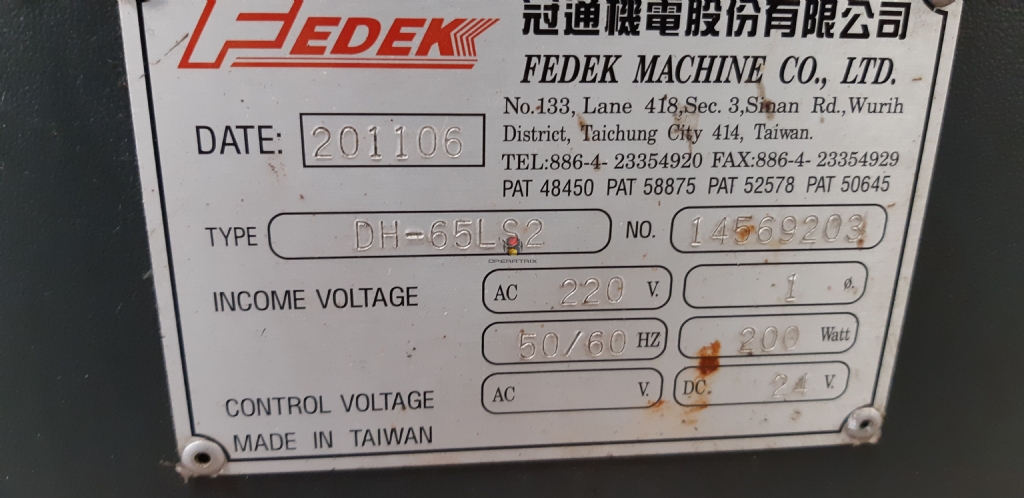 FEDEK 冠通機電股份有限公司
FEDEK MACHINE CO., LTD.
No.133, Lane 418,Sec. 3,Sinan Rd.,Wurih
District, Taichung City 414, Taiwan.
TEL:886-4- 23354920 FAX:886-4- 23354929
PAT 48450 PAT 58875 PAT 52578 PAT 50645
DATE: 201106
TYPE DH-65LS2 NO. 14569203
OPERATRIX
INCOME VOLTAGE AC 220 V. 1 ø.
50/60 HZ 200 Watt
CONTROL VOLTAGE AC V. DC. 24 V.
MADE IN TAIWAN